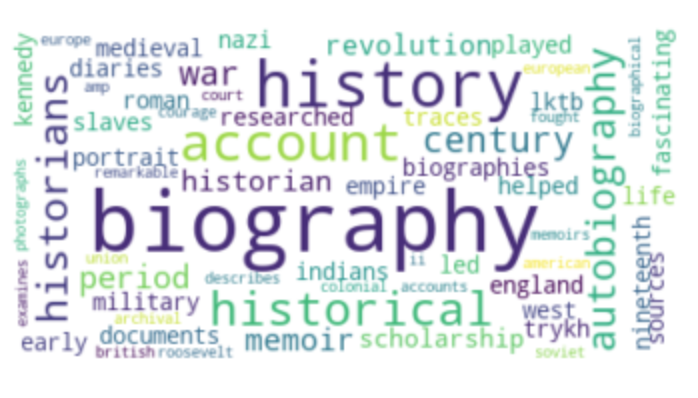 europe
medieval
nazi
revolution
played
kennedy
diaries
war
history
european
biographical
fascinating
amp
roman
court
lktb
autobiography
historians
slaves
courage
researched
traces
fought
account
century
portrait
biographies
remarkable
historian
empire
helped
life
photographs
biography
memoirs
union
ii
american
nineteenth
sources
examines
period
describes
indians
led
england
colonial
accounts
military
historical
west
archival
trykh
early
documents
memoir
scholarship
british
roosevelt
soviet